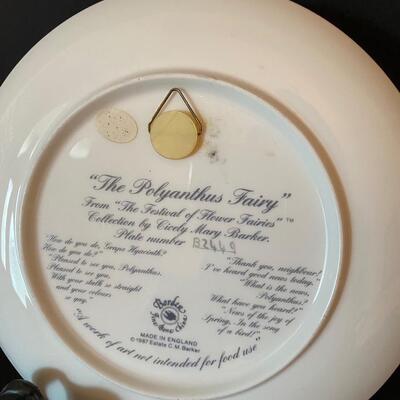 "The Polyanthus Fairy"
From "The Festival of Flower Fairies"™
Collection by Cicely Mary Barker.
Plate number B2449
"How do you do, Grape Hyacinth?
How do you do?"
"Pleased to see you, Polyanthus.
Pleased to see you,
With your stalk so straight
and your colours
so gay."
"Thank you, neighbour!
I've heard good news today."
"What is the news,
Polyanthus?
What have you heard?"
"News of the joy of
Spring, In the song
of a bird!"
Barker
Fine Bone China
MADE IN ENGLAND
©1987 Estate C.M. Barker
"A work of art not intended for food use"